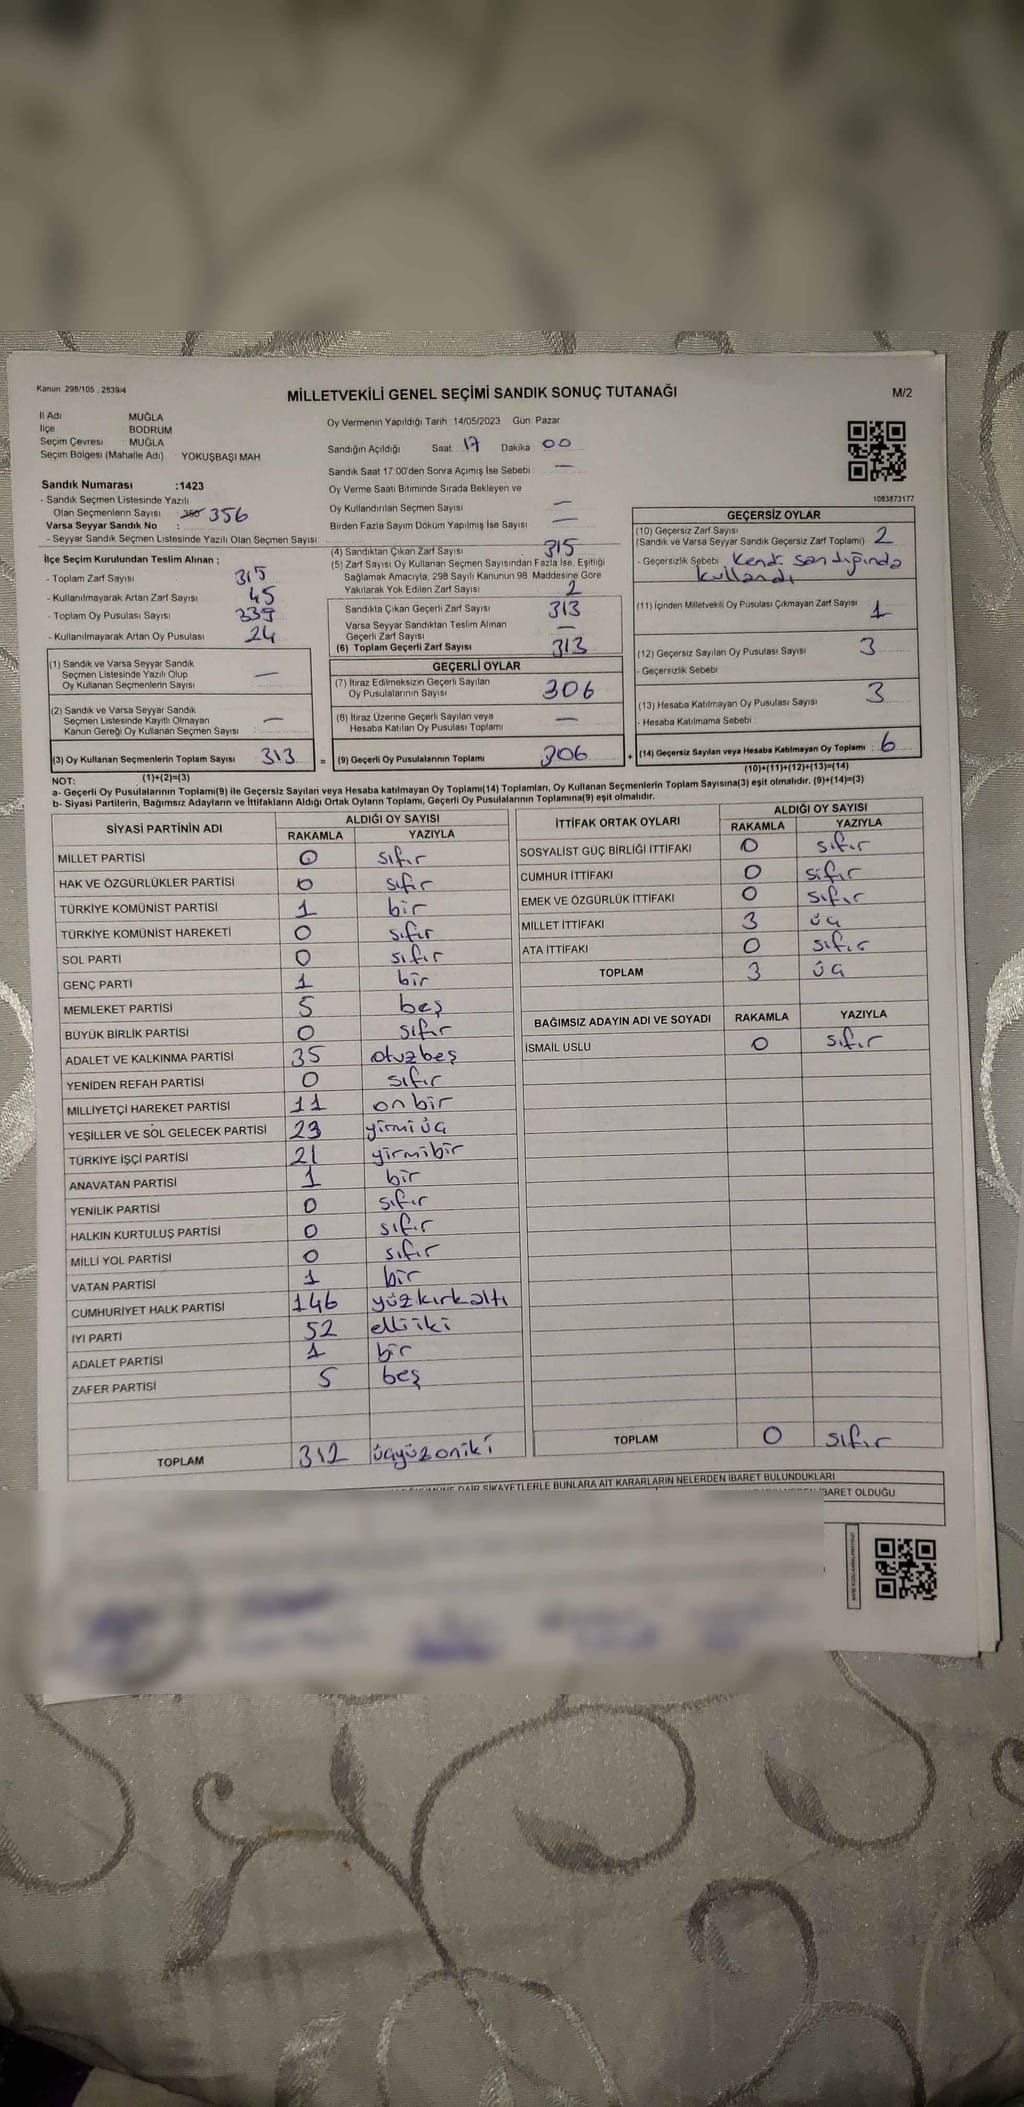 Kanun 298/105 , 2839/4
MİLLETVEKİLİ GENEL SEÇİMİ SANDIK SONUÇ TUTANAĞI
M/2
İl Adı MUĞLA
İlçe BODRUM
Seçim Çevresi : MUĞLA
Seçim Bölgesi (Mahalle Adı) YOKUŞBAŞI MAH
Sandık Numarası :1423
- Sandık Seçmen Listesinde Yazılı
Olan Seçmenlerin Sayısı 356
Varsa Seyyar Sandık No :
- Seyyar Sandık Seçmen Listesinde Yazılı Olan Seçmen Sayısı
Oy Vermenin Yapıldığı Tarih :14/05/2023 Gün: Pazar
Sandığın Açıldığı Saat 17 Dakika 00
Sandık Saat 17:00'den Sonra Açımış İse Sebebi : —
Oy Verme Saati Bitiminde Sırada Bekleyen ve
Oy Kullandırılan Seçmen Sayısı —
Birden Fazla Sayım Döküm Yapılmış İse Sayısı —
1083873177
İlçe Seçim Kurulundan Teslim Alınan ;
- Toplam Zarf Sayısı 315
- Kullanılmayarak Artan Zarf Sayısı 45
- Toplam Oy Pusulası Sayısı 339
- Kullanılmayarak Artan Oy Pusulası 24
(1) Sandık ve Varsa Seyyar Sandık
Seçmen Listesinde Yazılı Olup
Oy Kullanan Seçmenlerin Sayısı —
(2) Sandık ve Varsa Seyyar Sandık
Seçmen Listesinde Kayıtlı Olmayan
Kanun Gereği Oy Kullanan Seçmen Sayısı —
(3) Oy Kullanan Seçmenlerin Toplam Sayısı 313 =
(4) Sandıktan Çıkan Zarf Sayısı 315
(5) Zarf Sayısı Oy Kullanan Seçmen Sayısından Fazla İse, Eşitliği
Sağlamak Amacıyla; 298 Sayılı Kanunun 98. Maddesine Göre
Yakılarak Yok Edilen Zarf Sayısı 2
Sandıkta Çıkan Geçerli Zarf Sayısı 313
Varsa Seyyar Sandıktan Teslim Alınan
Geçerli Zarf Sayısı —
(6) Toplam Geçerli Zarf Sayısı 313
GEÇERLİ OYLAR
(7) İtiraz Edilmeksizin Geçerli Sayılan
Oy Pusulalarının Sayısı 306
(8) İtiraz Üzerine Geçerli Sayılan veya
Hesaba Katılan Oy Pusulası Toplamı —
(9) Geçerli Oy Pusulalarının Toplamı 306 +
GEÇERSİZ OYLAR
(10) Geçersiz Zarf Sayısı
(Sandık ve Varsa Seyyar Sandık Geçersiz Zarf Toplamı) 2
- Geçersizlik Sebebi Kendi sandığında
kullandı
(11) İçinden Milletvekili Oy Pusulası Çıkmayan Zarf Sayısı 1
(12) Geçersiz Sayılan Oy Pusulası Sayısı 3
- Geçersizlik Sebebi
(13) Hesaba Katılmayan Oy Pusulası Sayısı 3
- Hesaba Katılmama Sebebi
(14) Geçersiz Sayılan veya Hesaba Katılmayan Oy Toplamı : 6
NOT: (1)+(2)=(3) (10)+(11)+(12)+(13)=(14)
a- Geçerli Oy Pusulalarının Toplamı(9) ile Geçersiz Sayılan veya Hesaba katılmayan Oy Toplamı(14) Toplamları, Oy Kullanan Seçmenlerin Toplam Sayısına(3) eşit olmalıdır. (9)+(14)=(3)
b- Siyasi Partilerin, Bağımsız Adayların ve İttifakların Aldığı Ortak Oyların Toplamı, Geçerli Oy Pusulalarının Toplamına(9) eşit olmalıdır.
SİYASİ PARTİNİN ADI ALDIĞI OY SAYISI
RAKAMLA YAZIYLA
MİLLET PARTİSİ 0 sıfır
HAK VE ÖZGÜRLÜKLER PARTİSİ 0 sıfır
TÜRKİYE KOMÜNİST PARTİSİ 1 bir
TÜRKİYE KOMÜNİST HAREKETİ 0 sıfır
SOL PARTİ 0 sıfır
GENÇ PARTİ 1 bir
MEMLEKET PARTİSİ 5 beş
BÜYÜK BİRLİK PARTİSİ 0 sıfır
ADALET VE KALKINMA PARTİSİ 35 otuzbeş
YENİDEN REFAH PARTİSİ 0 sıfır
MİLLİYETÇİ HAREKET PARTİSİ 11 onbir
YEŞİLLER VE SOL GELECEK PARTİSİ 23 yirmiüç
TÜRKİYE İŞÇİ PARTİSİ 21 yirmibir
ANAVATAN PARTİSİ 1 bir
YENİLİK PARTİSİ 0 sıfır
HALKIN KURTULUŞ PARTİSİ 0 sıfır
MİLLİ YOL PARTİSİ 0 sıfır
VATAN PARTİSİ 1 bir
CUMHURİYET HALK PARTİSİ 146 yüzkırkaltı
İYİ PARTİ 52 elliiki
ADALET PARTİSİ 1 bir
ZAFER PARTİSİ 5 beş
TOPLAM 312 üçyüzoniki
İTTİFAK ORTAK OYLARI ALDIĞI OY SAYISI
RAKAMLA YAZIYLA
SOSYALİST GÜÇ BİRLİĞİ İTTİFAKI 0 sıfır
CUMHUR İTTİFAKI 0 sıfır
EMEK VE ÖZGÜRLÜK İTTİFAKI 0 sıfır
MİLLET İTTİFAKI 3 üç
ATA İTTİFAKI 0 sıfır
TOPLAM 3 üç
BAĞIMSIZ ADAYIN ADI VE SOYADI RAKAMLA YAZIYLA
İSMAİL USLU 0 sıfır
TOPLAM 0 sıfır
DAİR ŞİKAYETLERLE BUNLARA AİT KARARLARIN NELERDEN İBARET BULUNDUKLARI
İBARET OLDUĞU